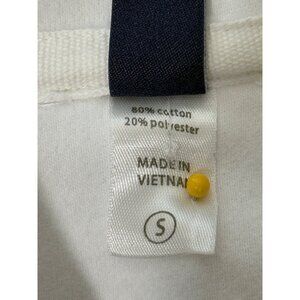 80% cotton
20% polyester
MADE IN
VIETNAM
S